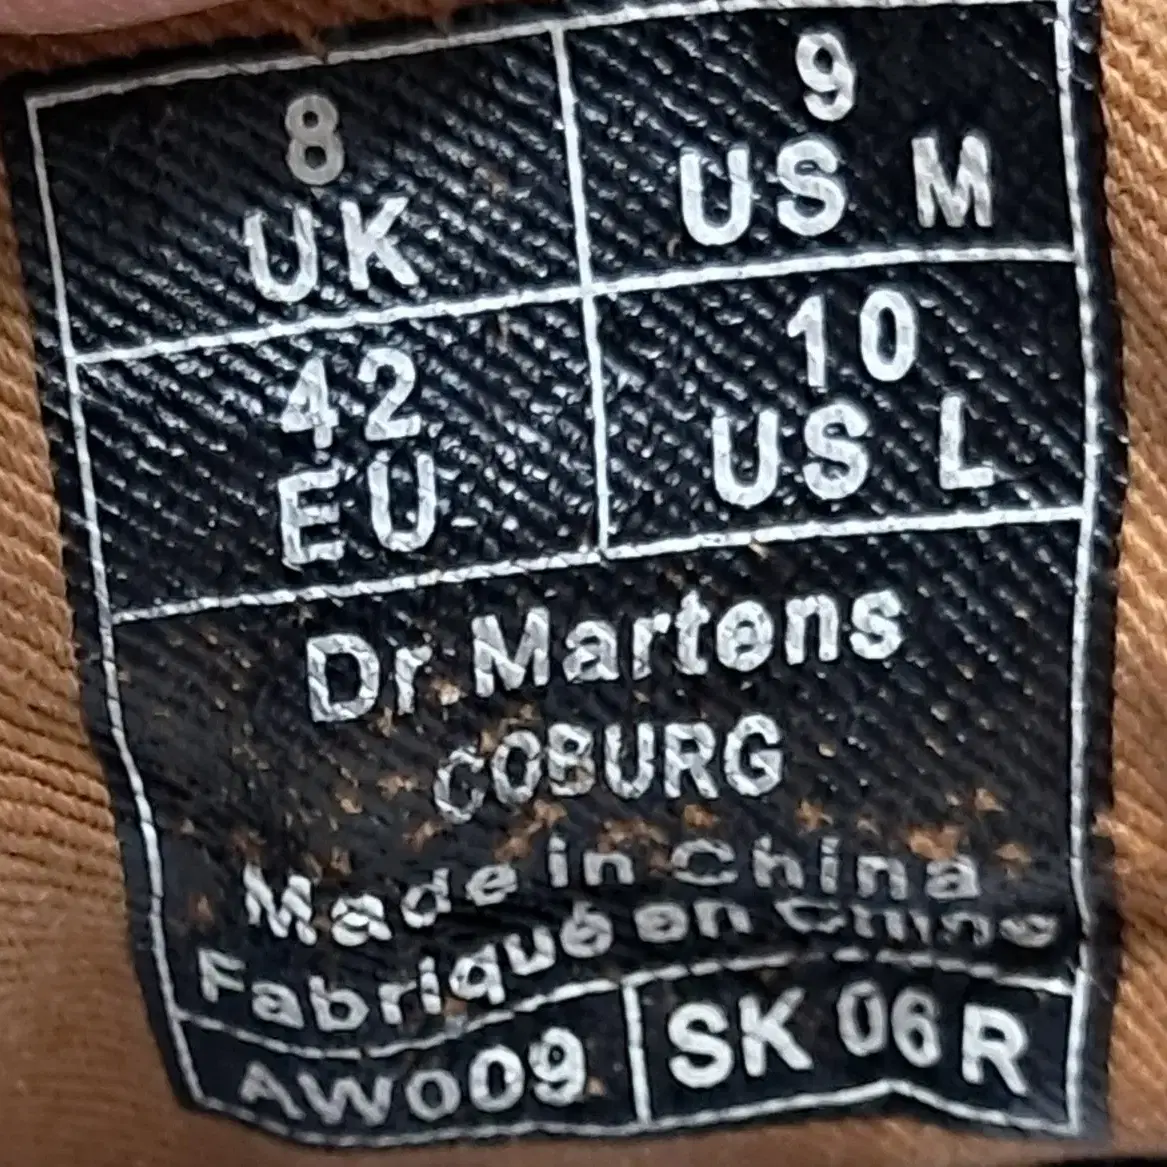 8
UK
9
US M
42
EU
10
US L
Dr Martens
COBURG
Made in China
Fabriqué en Chine
AW009
SK 06 R